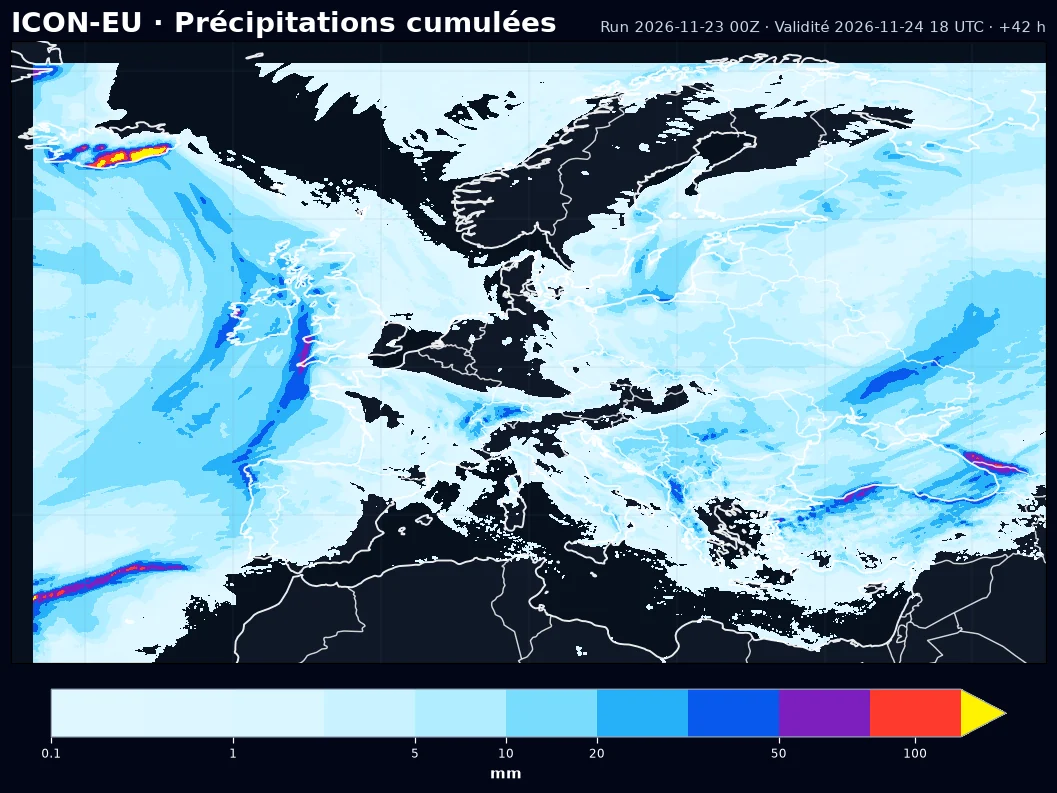 ICON-EU · Précipitations cumulées
Run 2026-11-23 00Z · Validité 2026-11-24 18 UTC · +42 h
0.1 1 5 10 20 50 100
mm